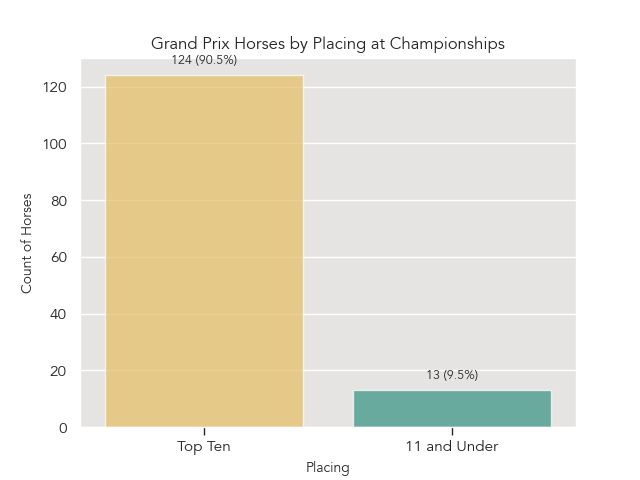 Grand Prix Horses by Placing at Championships
124 (90.5%)
120
100
80
60
40
20
0
Count of Horses
13 (9.5%)
Top Ten
11 and Under
Placing